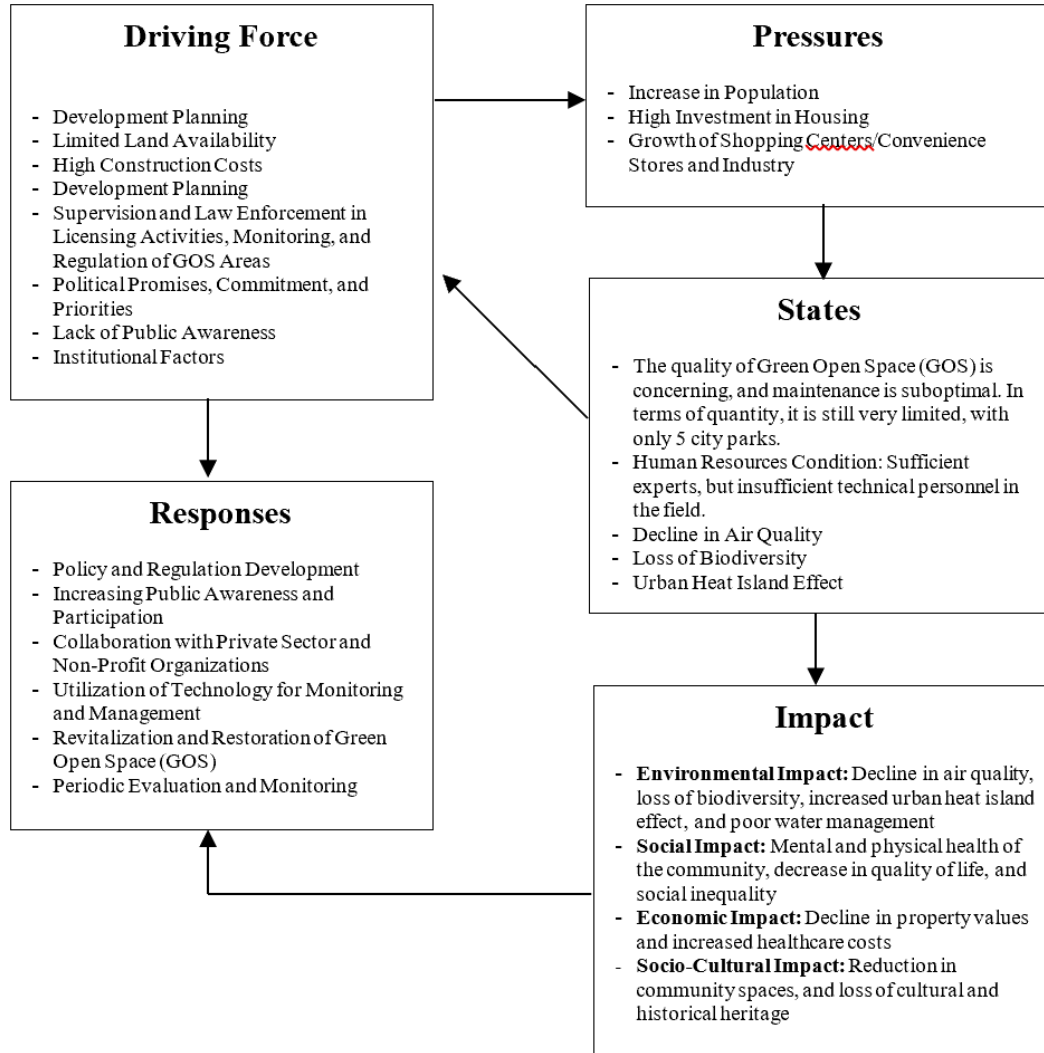 Driving Force
- Development Planning
- Limited Land Availability
- High Construction Costs
- Development Planning
- Supervision and Law Enforcement in
Licensing Activities, Monitoring, and
Regulation of GOS Areas
- Political Promises, Commitment, and
Priorities
- Lack of Public Awareness
- Institutional Factors
Pressures
- Increase in Population
- High Investment in Housing
- Growth of Shopping Centers/Convenience
Stores and Industry
States
- The quality of Green Open Space (GOS) is
concerning, and maintenance is suboptimal. In
terms of quantity, it is still very limited, with
only 5 city parks.
- Human Resources Condition: Sufficient
experts, but insufficient technical personnel in
the field.
- Decline in Air Quality
- Loss of Biodiversity
- Urban Heat Island Effect
Responses
- Policy and Regulation Development
- Increasing Public Awareness and
Participation
- Collaboration with Private Sector and
Non-Profit Organizations
- Utilization of Technology for Monitoring
and Management
- Revitalization and Restoration of Green
Open Space (GOS)
- Periodic Evaluation and Monitoring
Impact
- Environmental Impact: Decline in air quality,
loss of biodiversity, increased urban heat island
effect, and poor water management
- Social Impact: Mental and physical health of
the community, decrease in quality of life, and
social inequality
- Economic Impact: Decline in property values
and increased healthcare costs
- Socio-Cultural Impact: Reduction in
community spaces, and loss of cultural and
historical heritage